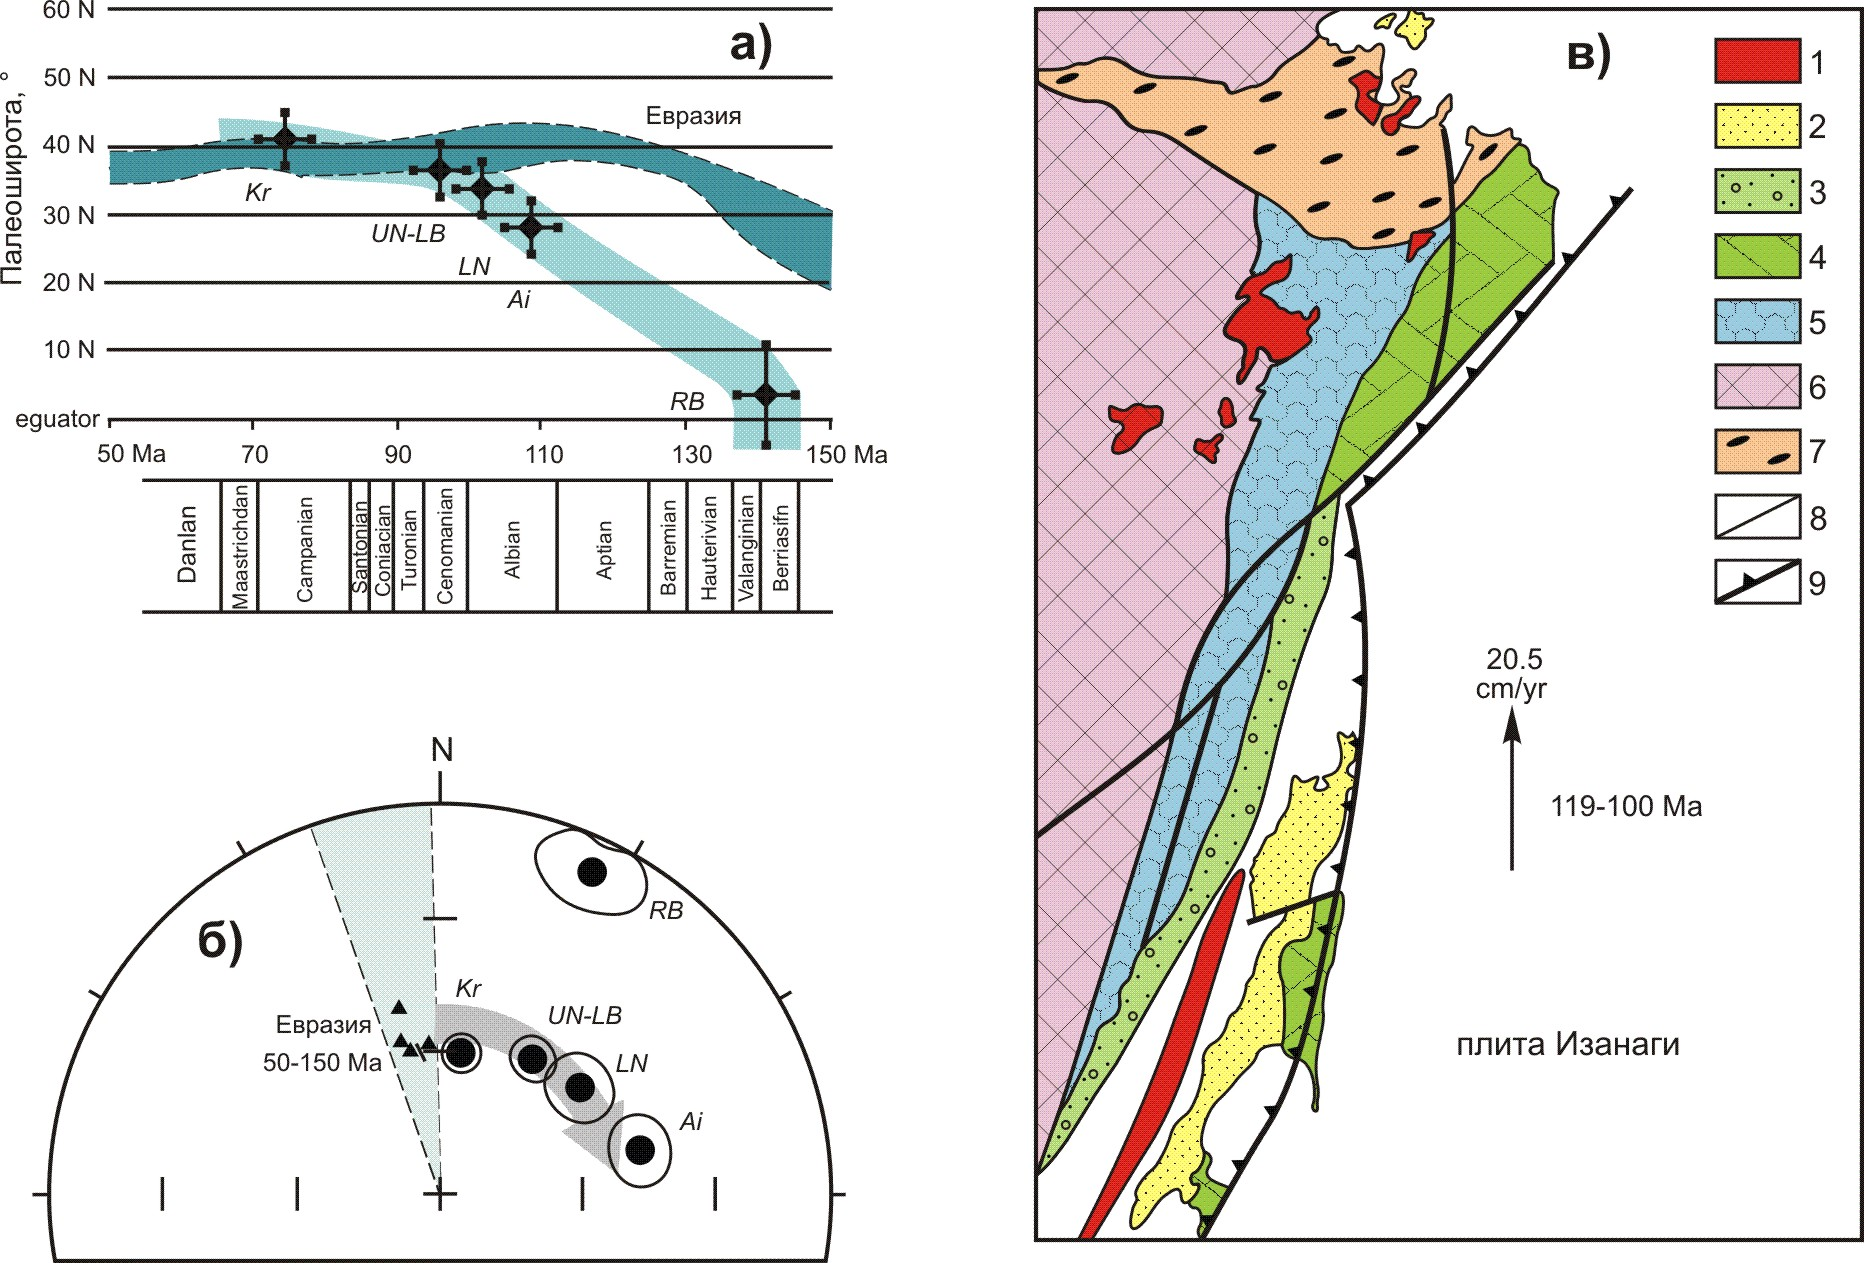 60 N
50 N
40 N
30 N
20 N
10 N
eguator
Палеоширота, °
а)
Евразия
Kr
UN-LB
LN
Ai
RB
50 Ma
70
90
110
130
150 Ma
Danlan
Maastrichdan
Campanian
Santonian
Coniacian
Turonian
Cenomanian
Albian
Aptian
Barremian
Hauterivian
Valanginian
Berriasifn
N
б)
RB
Kr
UN-LB
LN
Ai
Евразия
50-150 Ma
в)
1
2
3
4
5
6
7
8
9
20.5
cm/yr
119-100 Ma
плита Изанаги